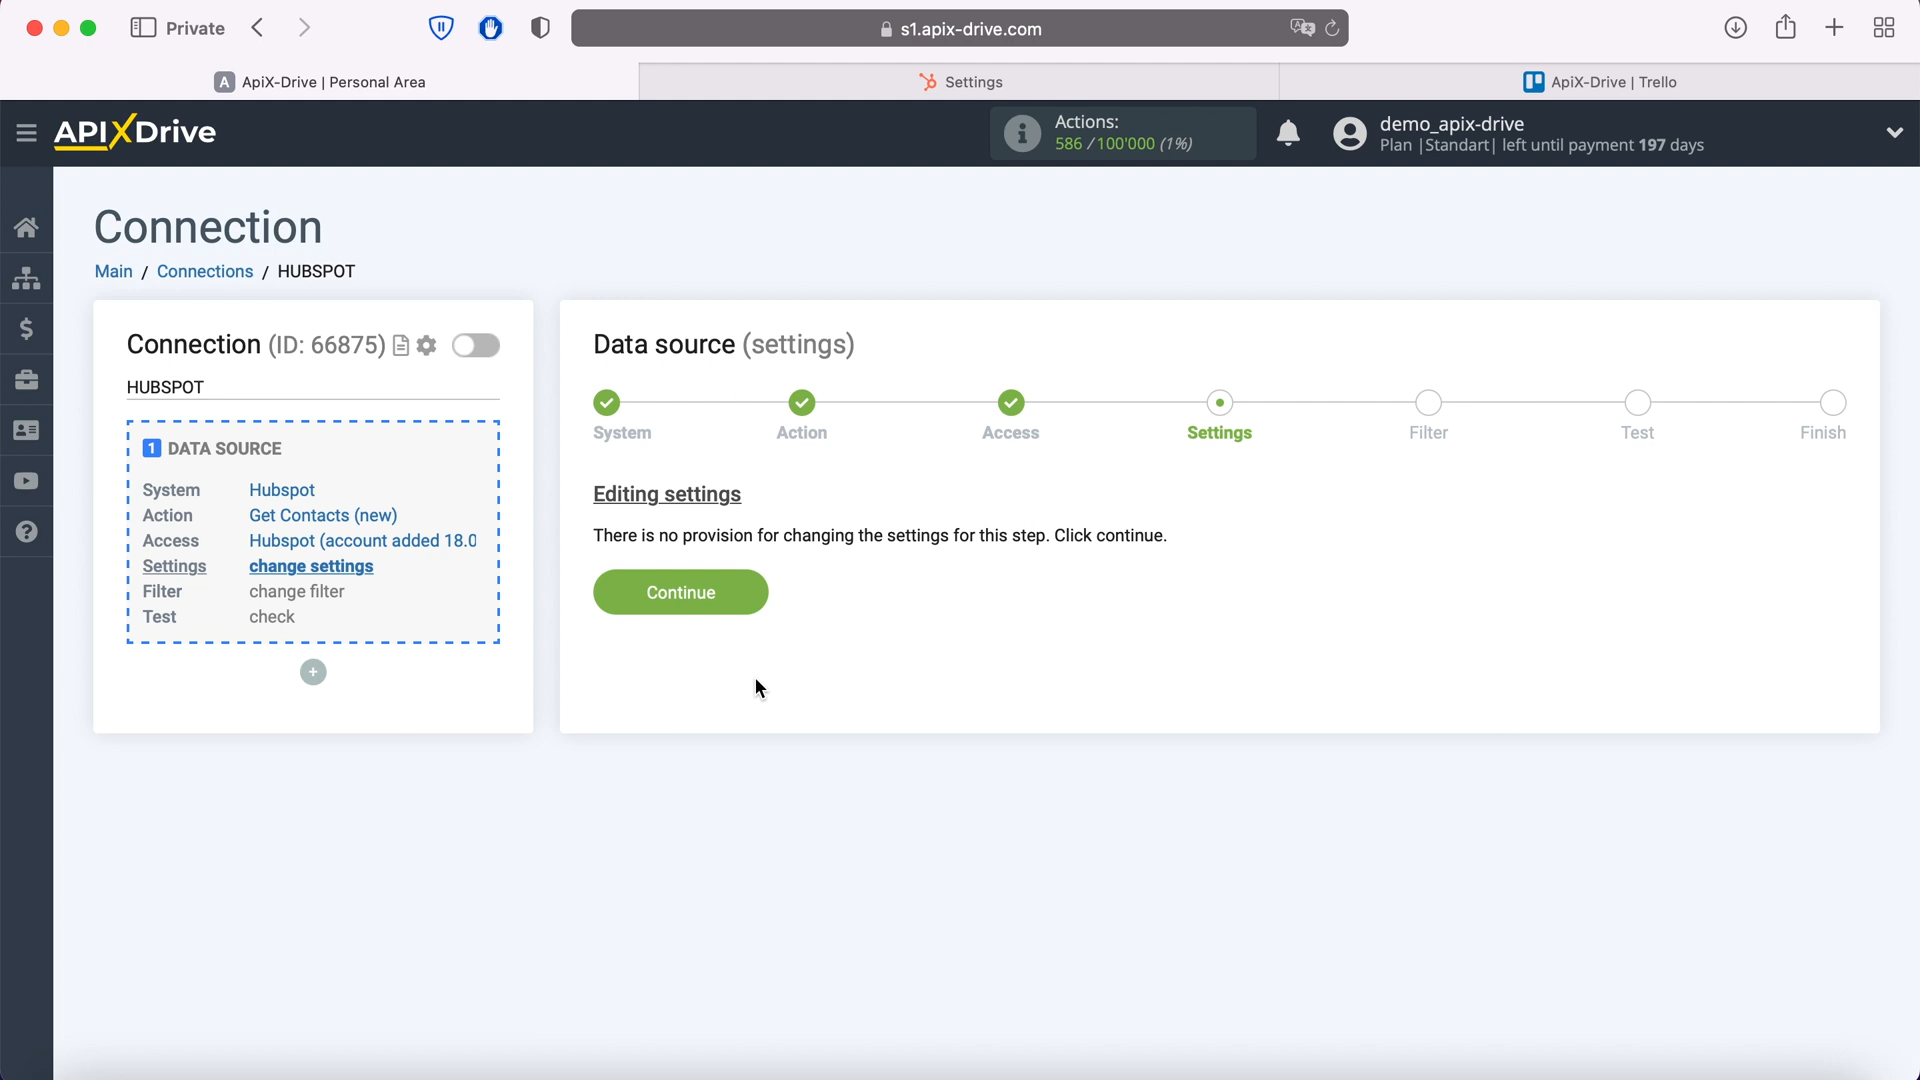 Private
s1.apix-drive.com
A ApiX-Drive | Personal Area
Settings
ApiX-Drive | Trello
APIXDrive
Actions:
586 / 100'000 (1%)
demo_apix-drive
Plan |Standart| left until payment 197 days
Connection
Main / Connections / HUBSPOT
Connection (ID: 66875)
HUBSPOT
1 DATA SOURCE
System Hubspot
Action Get Contacts (new)
Access Hubspot (account added 18.0
Settings change settings
Filter change filter
Test check
+
Data source (settings)
System
Action
Access
Settings
Filter
Test
Finish
Editing settings
There is no provision for changing the settings for this step. Click continue.
Continue